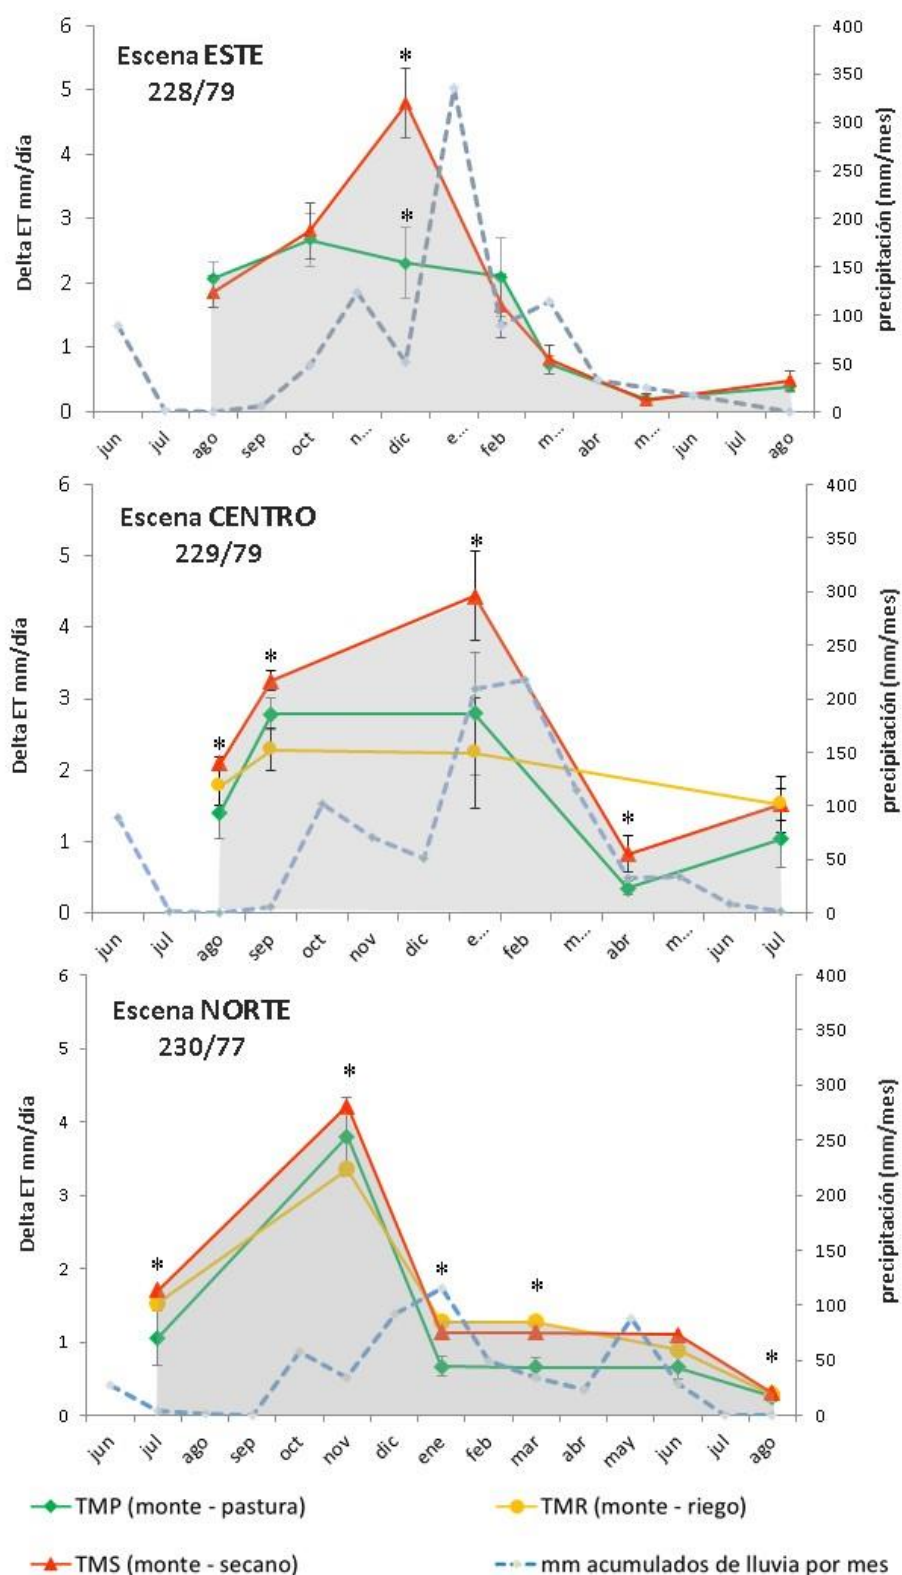 Escena ESTE
228/79
Delta ET mm/día
precipitación (mm/mes)
6
5
4
3
2
1
0
400
350
300
250
200
150
100
50
0
*
*
jun
jul
ago
sep
oct
n...
dic
e...
feb
m...
abr
m...
jun
jul
ago
Escena CENTRO
229/79
Delta ET mm/día
precipitación (mm/mes)
6
5
4
3
2
1
0
400
350
300
250
200
150
100
50
0
*
*
*
*
jun
jul
ago
sep
oct
nov
dic
e...
feb
m...
abr
m...
jun
jul
Escena NORTE
230/77
Delta ET mm/día
precipitación (mm/mes)
6
5
4
3
2
1
0
400
350
300
250
200
150
100
50
0
*
*
*
*
*
jun
jul
ago
sep
oct
nov
dic
ene
feb
mar
abr
may
jun
jul
ago
TMP (monte - pastura)
TMR (monte - riego)
TMS (monte - secano)
mm acumulados de lluvia por mes